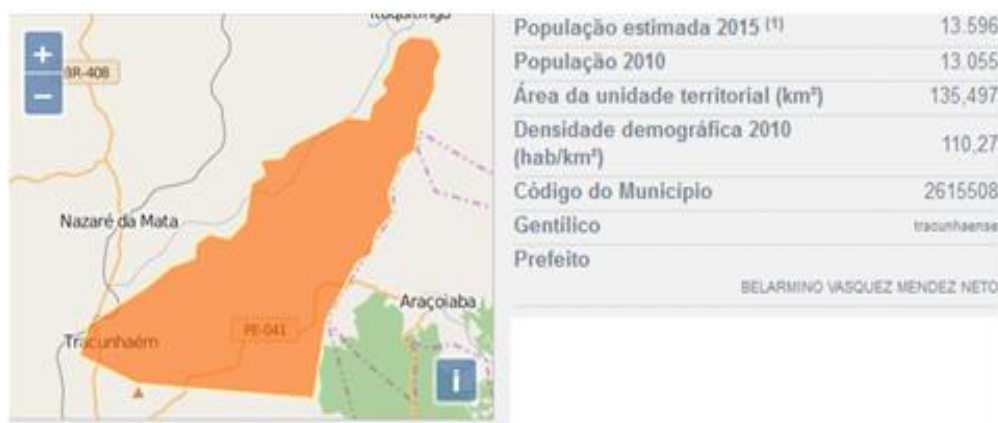 +
BR-408
−
Nazaré da Mata
Araçoiaba
Tracunhaém
PE-041
i
População estimada 2015 (1) 13.596
População 2010 13.055
Área da unidade territorial (km²) 135,497
Densidade demográfica 2010
(hab/km²) 110,27
Código do Município 2615508
Gentílico tracunhaense
Prefeito
BELARMINO VASQUEZ MENDEZ NETO